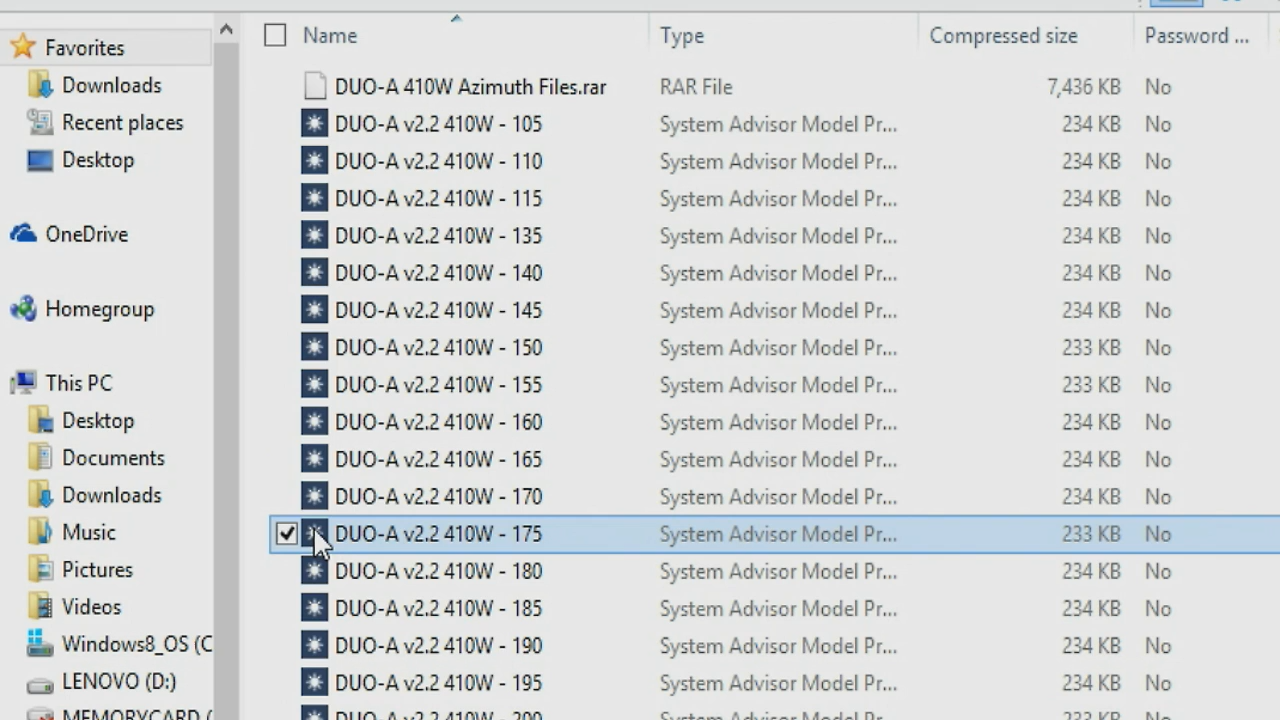 Favorites
Downloads
Recent places
Desktop
OneDrive
Homegroup
This PC
Desktop
Documents
Downloads
Music
Pictures
Videos
Windows8_OS (C
LENOVO (D:)
MEMORYCARD (
Name Type Compressed size Password ...
DUO-A 410W Azimuth Files.rar RAR File 7,436 KB No
DUO-A v2.2 410W - 105 System Advisor Model Pr... 234 KB No
DUO-A v2.2 410W - 110 System Advisor Model Pr... 234 KB No
DUO-A v2.2 410W - 115 System Advisor Model Pr... 234 KB No
DUO-A v2.2 410W - 135 System Advisor Model Pr... 234 KB No
DUO-A v2.2 410W - 140 System Advisor Model Pr... 234 KB No
DUO-A v2.2 410W - 145 System Advisor Model Pr... 234 KB No
DUO-A v2.2 410W - 150 System Advisor Model Pr... 233 KB No
DUO-A v2.2 410W - 155 System Advisor Model Pr... 233 KB No
DUO-A v2.2 410W - 160 System Advisor Model Pr... 234 KB No
DUO-A v2.2 410W - 165 System Advisor Model Pr... 234 KB No
DUO-A v2.2 410W - 170 System Advisor Model Pr... 234 KB No
DUO-A v2.2 410W - 175 System Advisor Model Pr... 233 KB No
DUO-A v2.2 410W - 180 System Advisor Model Pr... 234 KB No
DUO-A v2.2 410W - 185 System Advisor Model Pr... 234 KB No
DUO-A v2.2 410W - 190 System Advisor Model Pr... 234 KB No
DUO-A v2.2 410W - 195 System Advisor Model Pr... 234 KB No
DUO-A v2.2 410W - 200 System Advisor Model Pr... 233 KB No